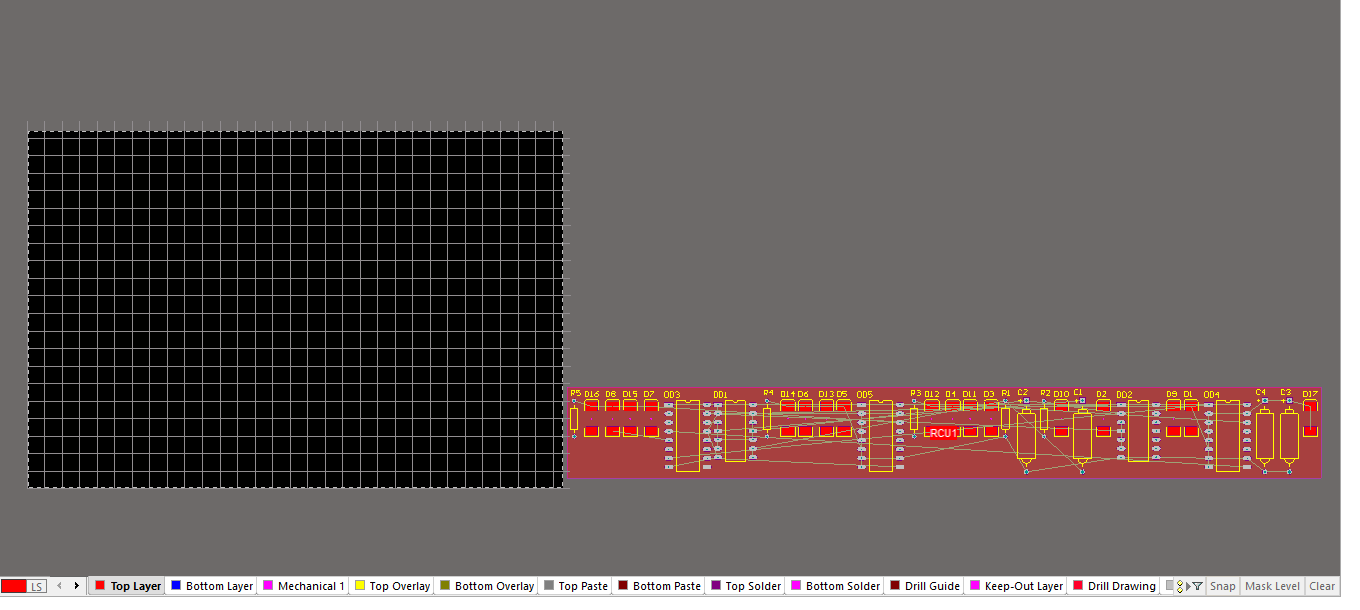 R5 D16 D8 D15 D7 DD3 DD1 R4 D14 D6 D13 D5 DD5 R3 D12 D4 D11 D3 R1 C2 R2 D10 C1 D2 DD2 D9 D1 DD4 C4 C3 D17
RCU1
LS Top Layer Bottom Layer Mechanical 1 Top Overlay Bottom Overlay Top Paste Bottom Paste Top Solder Bottom Solder Drill Guide Keep-Out Layer Drill Drawing Snap Mask Level Clear